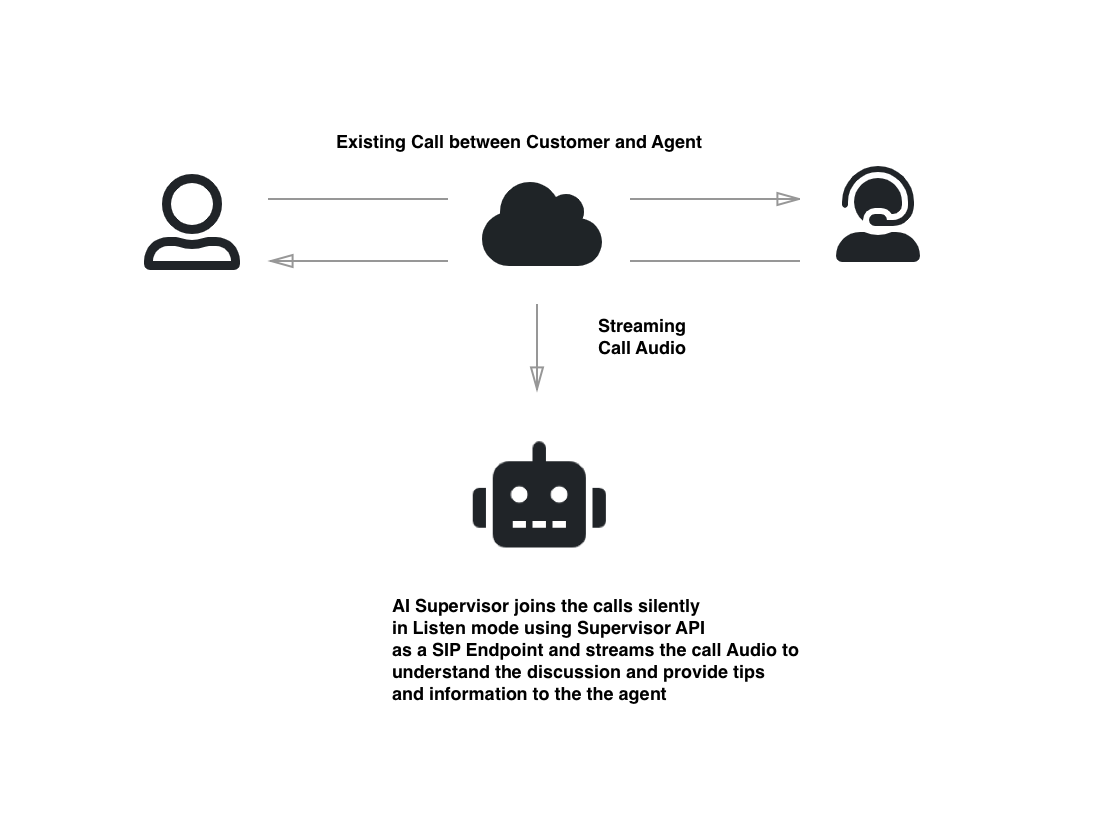 Existing Call between Customer and Agent
Streaming
Call Audio
AI Supervisor joins the calls silently
in Listen mode using Supervisor API
as a SIP Endpoint and streams the call Audio to
understand the discussion and provide tips
and information to the the agent